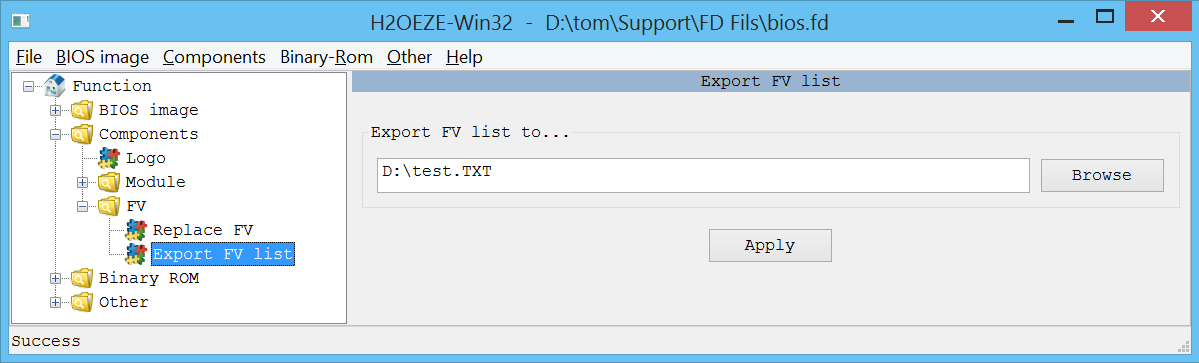 H2OEZE-Win32 - D:\tom\Support\FD Fils\bios.fd
File BIOS image Components Binary-Rom Other Help
Function
BIOS image
Components
Logo
Module
FV
Replace FV
Export FV list
Binary ROM
Other
Export FV list
Export FV list to...
D:\test.TXT
Browse
Apply
Success